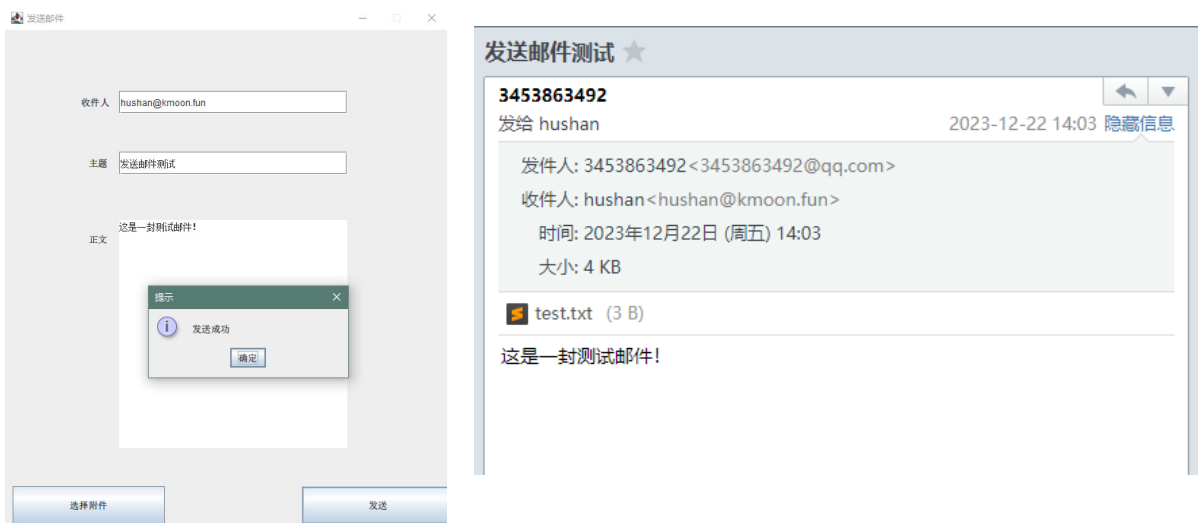 发送邮件
收件人 hushan@kmoon.fun
主题 发送邮件测试
正文 这是一封测试邮件!
提示
发送成功
确定
选择附件 发送
发送邮件测试
3453863492
发给 hushan 2023-12-22 14:03 隐藏信息
发件人: 3453863492<3453863492@qq.com>
收件人: hushan<hushan@kmoon.fun>
时间: 2023年12月22日 (周五) 14:03
大小: 4 KB
test.txt (3 B)
这是一封测试邮件!